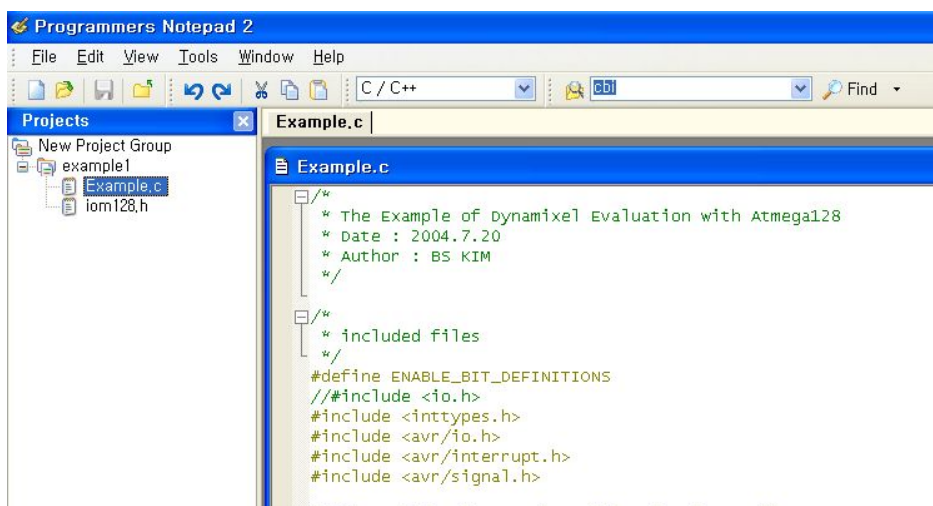 Programmers Notepad 2
File Edit View Tools Window Help
C / C++ cbi Find
Projects
Example.c
New Project Group
example1
Example.c
iom128.h
Example.c
/*
* The Example of Dynamixel Evaluation with Atmega128
* Date : 2004.7.20
* Author : BS KIM
*/
/*
* included files
*/
#define ENABLE_BIT_DEFINITIONS
//#include <io.h>
#include <inttypes.h>
#include <avr/io.h>
#include <avr/interrupt.h>
#include <avr/signal.h>